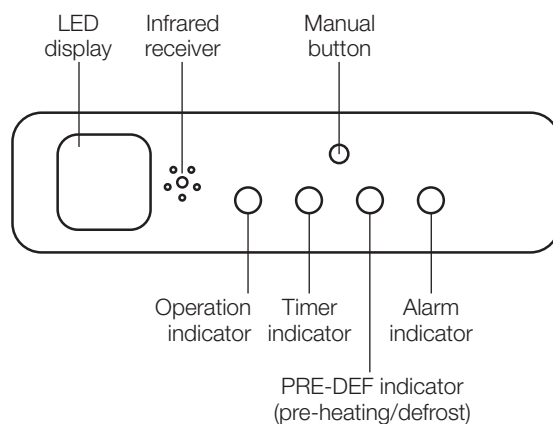 LED
display
Infrared
receiver
Manual
button
Operation
indicator
Timer
indicator
Alarm
indicator
PRE-DEF indicator
(pre-heating/defrost)